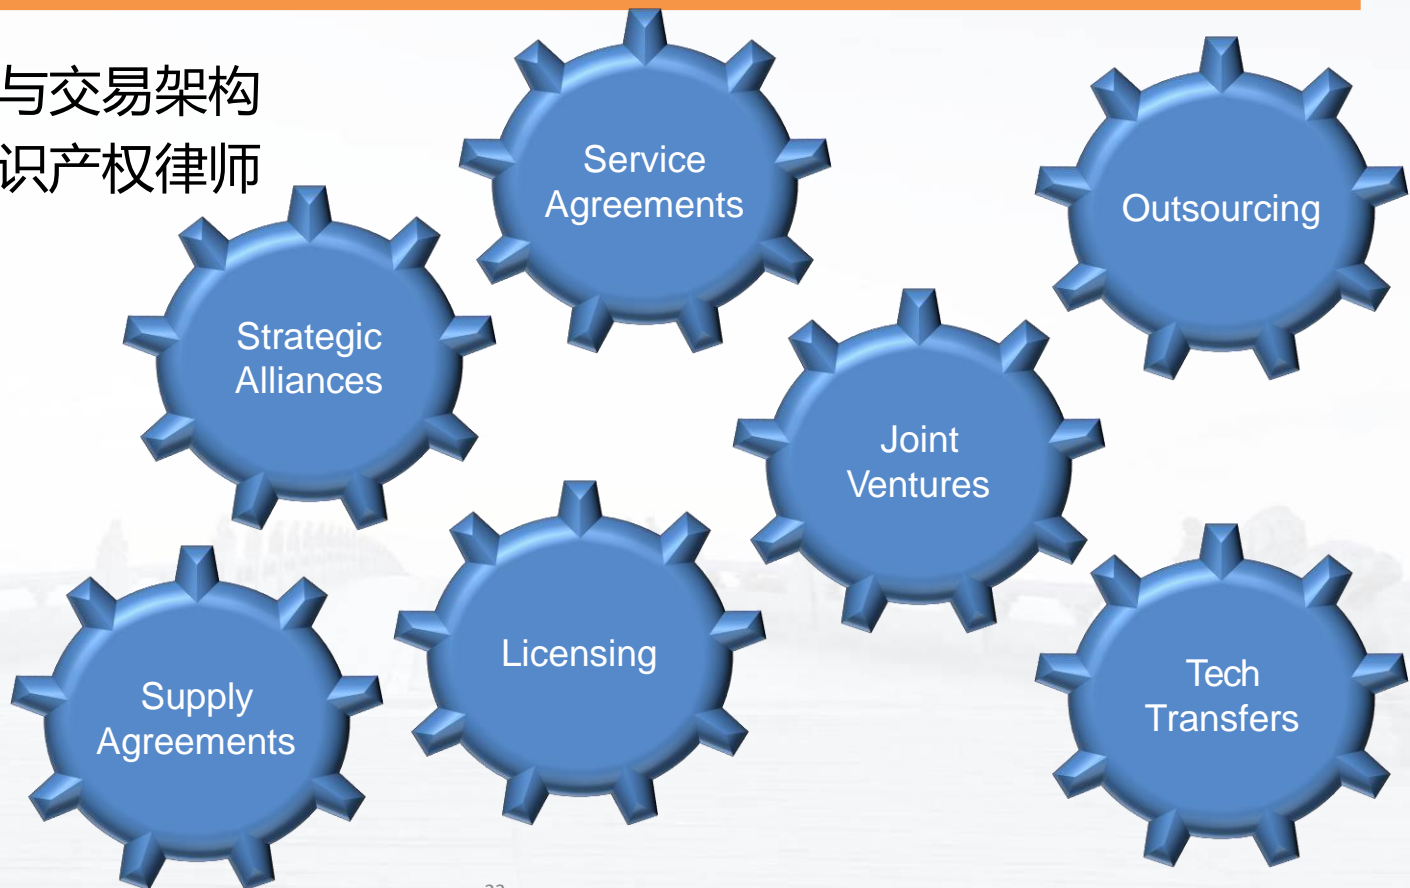 与交易架构
识产权律师
Service
Agreements
Outsourcing
Strategic
Alliances
Joint
Ventures
Licensing
Supply
Agreements
Tech
Transfers